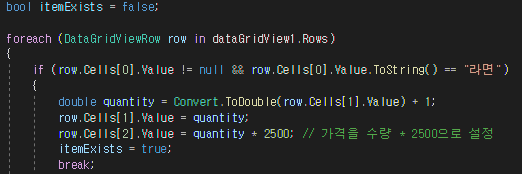 bool itemExists = false;
foreach (DataGridViewRow row in dataGridView1.Rows)
{
if (row.Cells[0].Value != null && row.Cells[0].Value.ToString() == "라면")
{
double quantity = Convert.ToDouble(row.Cells[1].Value) + 1;
row.Cells[1].Value = quantity;
row.Cells[2].Value = quantity * 2500; // 가격을 수량 * 2500으로 설정
itemExists = true;
break;